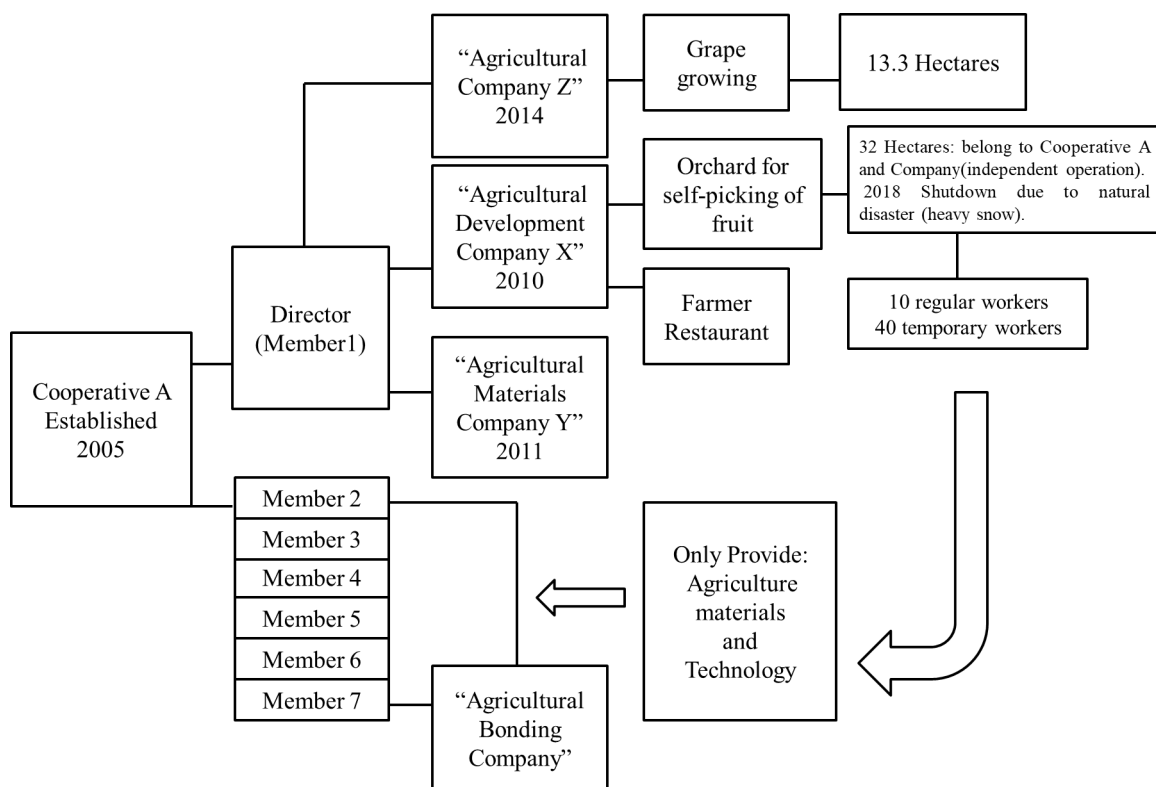 “Agricultural
Company Z”
2014
Grape
growing
13.3 Hectares
“Agricultural
Development
Company X”
2010
Orchard for
self-picking of
fruit
32 Hectares: belong to Cooperative A
and Company(independent operation).
2018 Shutdown due to natural
disaster (heavy snow).
Farmer
Restaurant
10 regular workers
40 temporary workers
Director
(Member1)
“Agricultural
Materials
Company Y”
2011
Cooperative A
Established
2005
Member 2
Member 3
Member 4
Member 5
Member 6
Member 7
“Agricultural
Bonding
Company”
Only Provide:
Agriculture
materials
and
Technology